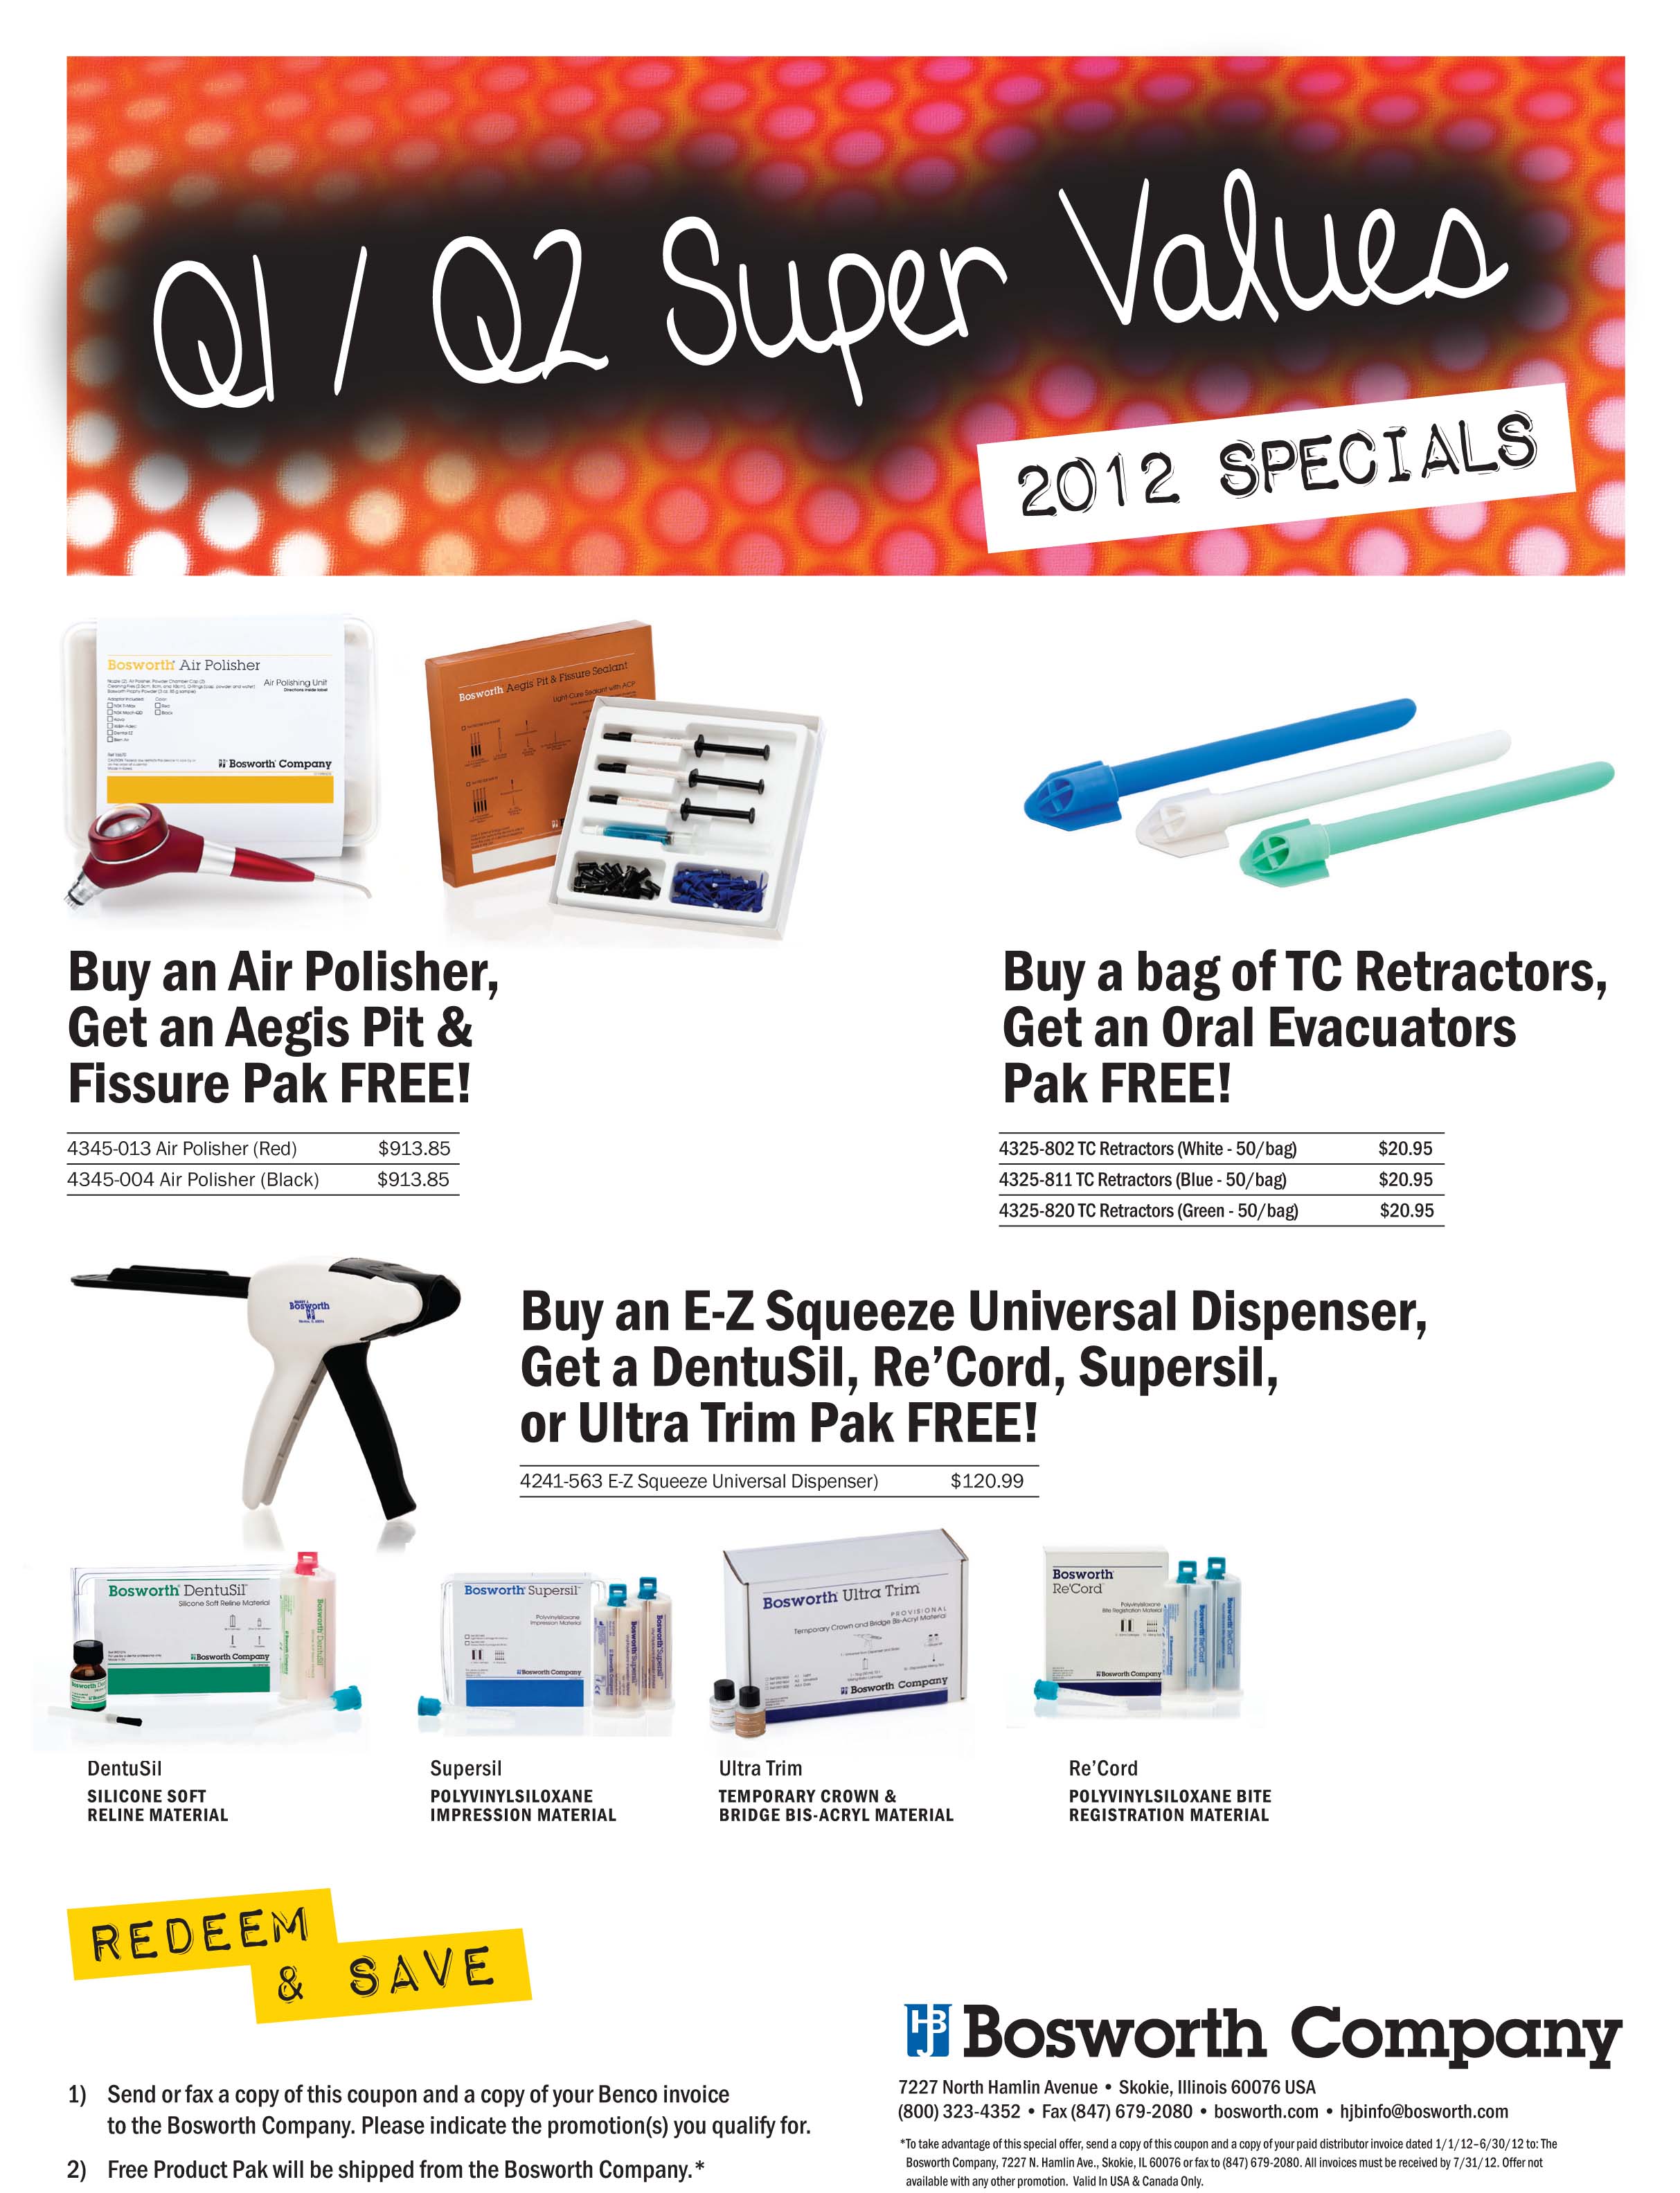 Q1 / Q2 Super Values
2012 SPECIALS
Bosworth Air Polisher
Air Polishing Unit
Directions inside label
Bosworth Company
Bosworth Aegis Pit & Fissure Sealant
Light-Cure Sealant with ACP
Buy an Air Polisher,
Get an Aegis Pit &
Fissure Pak FREE!
4345-013 Air Polisher (Red) $913.85
4345-004 Air Polisher (Black) $913.85
Buy a bag of TC Retractors,
Get an Oral Evacuators
Pak FREE!
4325-802 TC Retractors (White - 50/bag) $20.95
4325-811 TC Retractors (Blue - 50/bag) $20.95
4325-820 TC Retractors (Green - 50/bag) $20.95
Bosworth
Buy an E-Z Squeeze Universal Dispenser,
Get a DentuSil, Re’Cord, Supersil,
or Ultra Trim Pak FREE!
4241-563 E-Z Squeeze Universal Dispenser) $120.99
Bosworth DentuSil
Silicone Soft Reline Material
Bosworth Company
Bosworth Supersil
Polyvinylsiloxane
Impression Material
Bosworth Company
Bosworth Ultra Trim
PROVISIONAL
Temporary Crown and Bridge Bis-Acryl Material
Bosworth Company
Bosworth
Re'Cord
Polyvinylsiloxane
Bite Registration Material
Bosworth Company
DentuSil
SILICONE SOFT
RELINE MATERIAL
Supersil
POLYVINYLSILOXANE
IMPRESSION MATERIAL
Ultra Trim
TEMPORARY CROWN &
BRIDGE BIS-ACRYL MATERIAL
Re’Cord
POLYVINYLSILOXANE BITE
REGISTRATION MATERIAL
REDEEM
& SAVE
1) Send or fax a copy of this coupon and a copy of your Benco invoice
to the Bosworth Company. Please indicate the promotion(s) you qualify for.
2) Free Product Pak will be shipped from the Bosworth Company.*
HJB Bosworth Company
7227 North Hamlin Avenue • Skokie, Illinois 60076 USA
(800) 323-4352 • Fax (847) 679-2080 • bosworth.com • hjbinfo@bosworth.com
*To take advantage of this special offer, send a copy of this coupon and a copy of your paid distributor invoice dated 1/1/12–6/30/12 to: The
Bosworth Company, 7227 N. Hamlin Ave., Skokie, IL 60076 or fax to (847) 679-2080. All invoices must be received by 7/31/12. Offer not
available with any other promotion. Valid In USA & Canada Only.